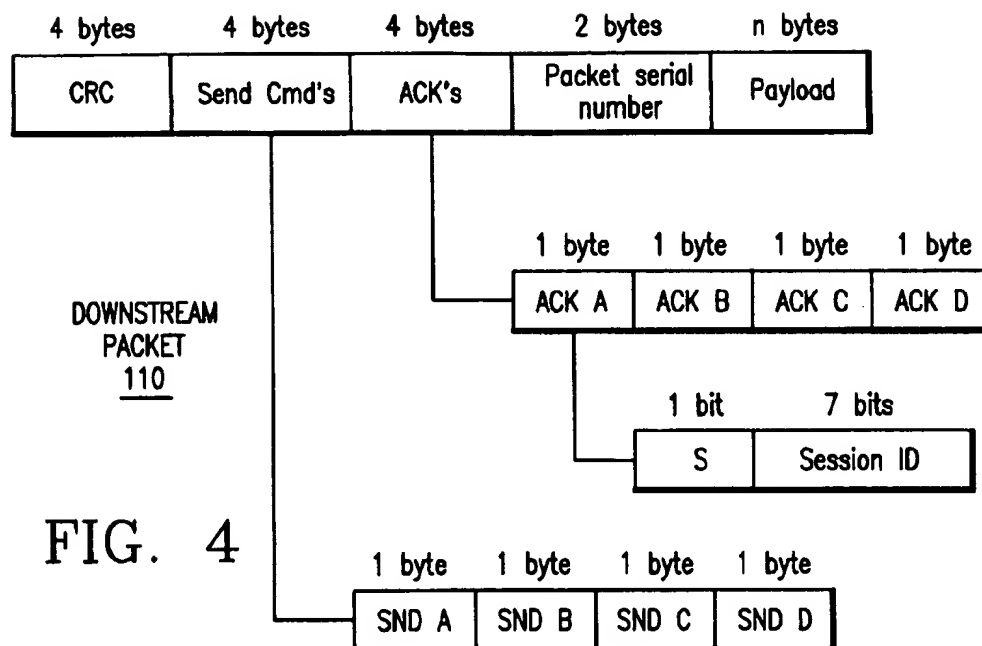 4 bytes 4 bytes 4 bytes 2 bytes n bytes
CRC Send Cmd's ACK's Packet serial number Payload
1 byte 1 byte 1 byte 1 byte
ACK A ACK B ACK C ACK D
DOWNSTREAM
PACKET
110
1 bit 7 bits
S Session ID
FIG. 4
1 byte 1 byte 1 byte 1 byte
SND A SND B SND C SND D